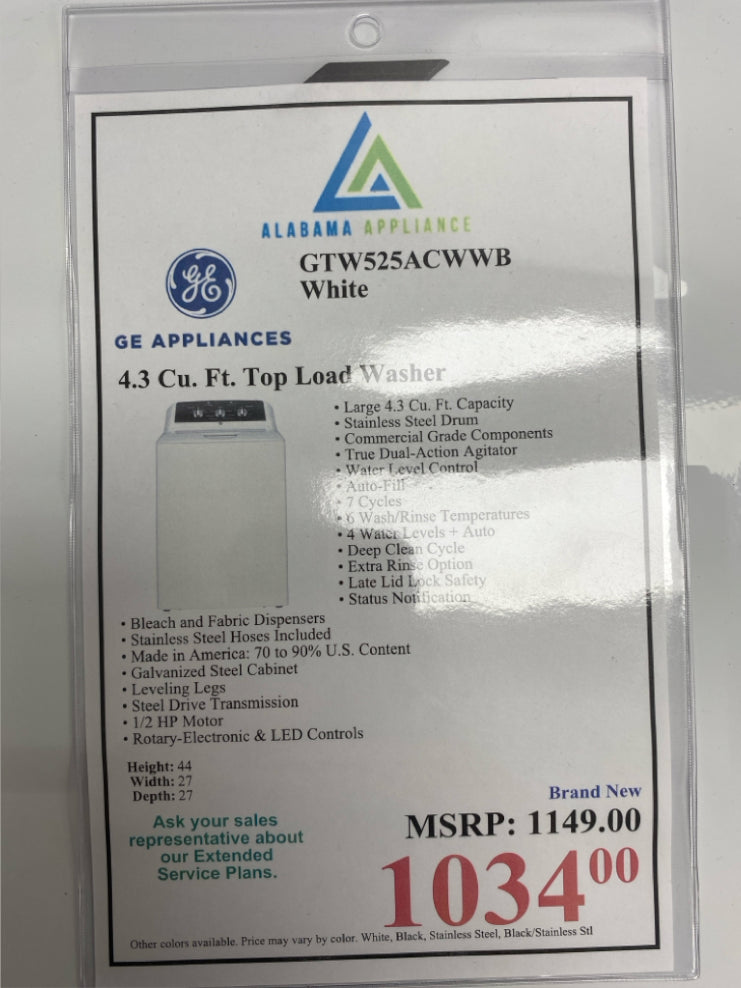 ALABAMA APPLIANCE
GE
GE APPLIANCES
GTW525ACWWB
White
4.3 Cu. Ft. Top Load Washer
• Large 4.3 Cu. Ft. Capacity
• Stainless Steel Drum
• Commercial Grade Components
• True Dual-Action Agitator
• Water Level Control
• Auto-Fill
• 7 Cycles
• 6 Wash/Rinse Temperatures
• 4 Water Levels + Auto
• Deep Clean Cycle
• Extra Rinse Option
• Late Lid Lock Safety
• Status Notification
• Bleach and Fabric Dispensers
• Stainless Steel Hoses Included
• Made in America: 70 to 90% U.S. Content
• Galvanized Steel Cabinet
• Leveling Legs
• Steel Drive Transmission
• 1/2 HP Motor
• Rotary-Electronic & LED Controls
Height: 44
Width: 27
Depth: 27
Ask your sales
representative about
our Extended
Service Plans.
Brand New
MSRP: 1149.00
1034 00
Other colors available. Price may vary by color. White, Black, Stainless Steel, Black/Stainless Stl